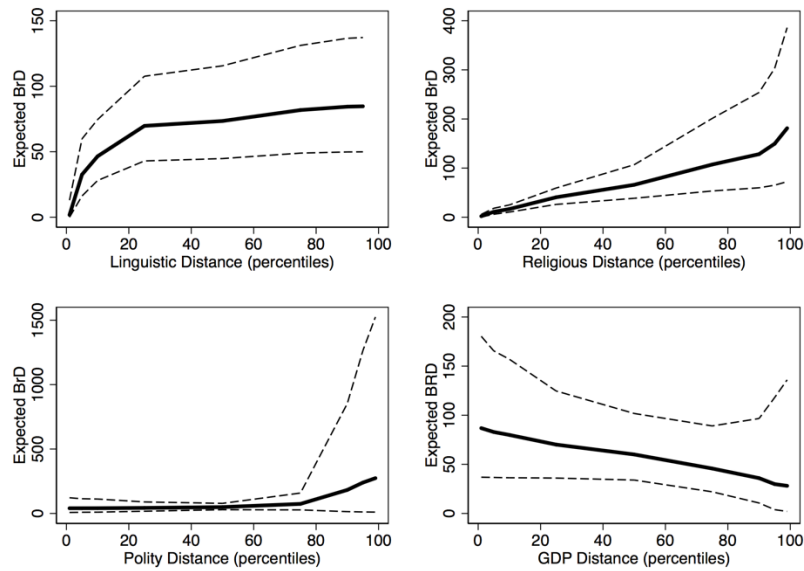 Expected BrD
150
100
50
0
0 20 40 60 80 100
Linguistic Distance (percentiles)
Expected BrD
400
300
200
100
0
0 20 40 60 80 100
Religious Distance (percentiles)
Expected BrD
1500
1000
500
0
0 20 40 60 80 100
Polity Distance (percentiles)
Expected BRD
200
150
100
50
0
0 20 40 60 80 100
GDP Distance (percentiles)